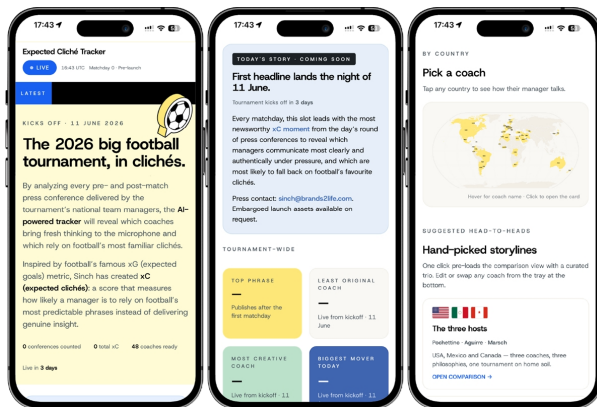 17:43
Expected Cliché Tracker
LIVE
16:43 UTC Matchday 0 · Pre-launch
LATEST
KICKS OFF · 11 JUNE 2026
The 2026 big football
tournament, in clichés.
By analyzing every pre- and post-match
press conference delivered by the
tournament's national team managers, the AI-
powered tracker will reveal which coaches
bring fresh thinking to the microphone and
which rely on football's most familiar clichés.
Inspired by football's famous xG (expected
goals) metric, Sinch has created xC
(expected clichés): a score that measures
how likely a manager is to rely on football's
most predictable phrases instead of delivering
genuine insight.
0 conferences counted 0 total xC 48 coaches ready
Live in 3 days
17:43
TODAY'S STORY · COMING SOON
First headline lands the night of
11 June.
Tournament kicks off in 3 days
Every matchday, this slot leads with the most
newsworthy xC moment from the day's round
of press conferences to reveal which
managers communicate most clearly and
authentically under pressure, and which are
most likely to fall back on football's favourite
clichés.
Press contact: sinch@brands2life.com.
Embargoed launch assets available on
request.
TOURNAMENT-WIDE
TOP PHRASE
—
Publishes after the
first matchday
LEAST ORIGINAL
COACH
—
Live from kickoff · 11
June
MOST CREATIVE
COACH
—
Live from kickoff · 11
BIGGEST MOVER
TODAY
—
Live from kickoff · 11
17:43
BY COUNTRY
Pick a coach
Tap any country to see how their manager talks.
Hover for coach name · Click to open the card
SUGGESTED HEAD-TO-HEADS
Hand-picked storylines
One click pre-loads the comparison view with a curated
trio. Edit or swap any coach from the tray at the
bottom.
The three hosts
Pochettino · Aguirre · Marsch
USA, Mexico and Canada — three coaches, three
philosophies, one tournament on home soil.
OPEN COMPARISON →